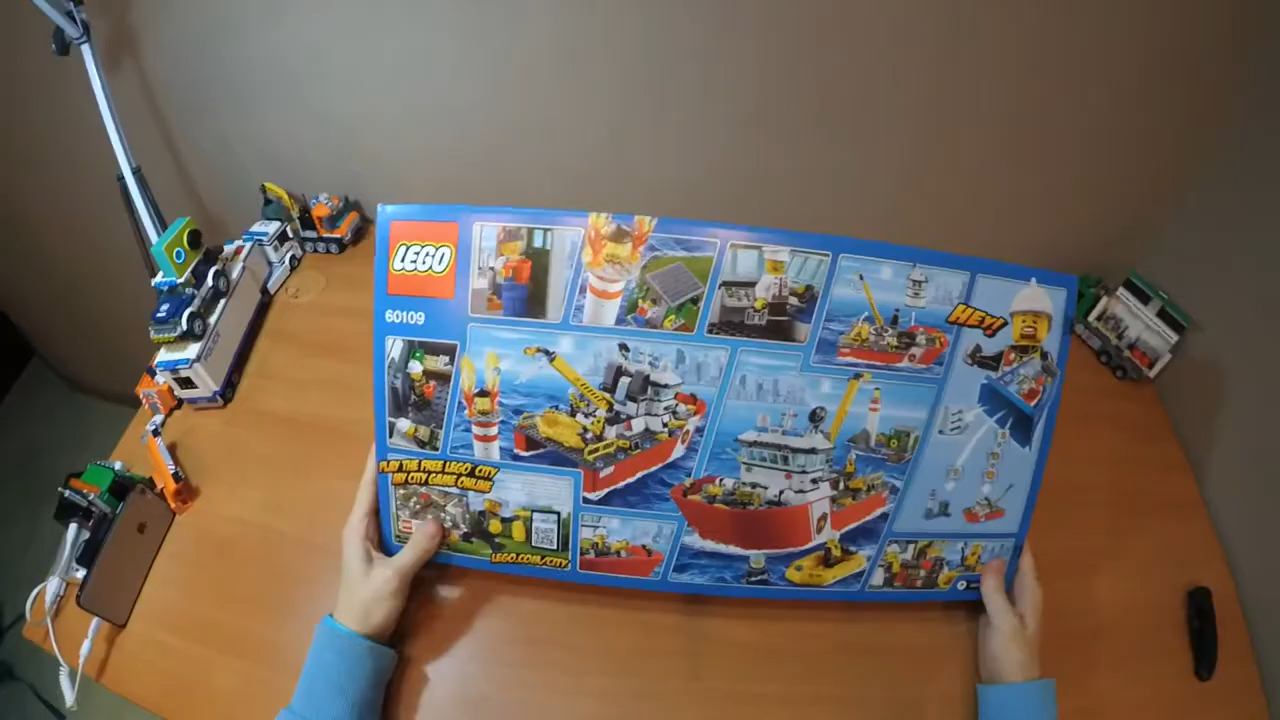 LEGO
60109
HEY!
PLAY THE FREE LEGO CITY
MY CITY GAME ONLINE
LEGO.COM/CITY